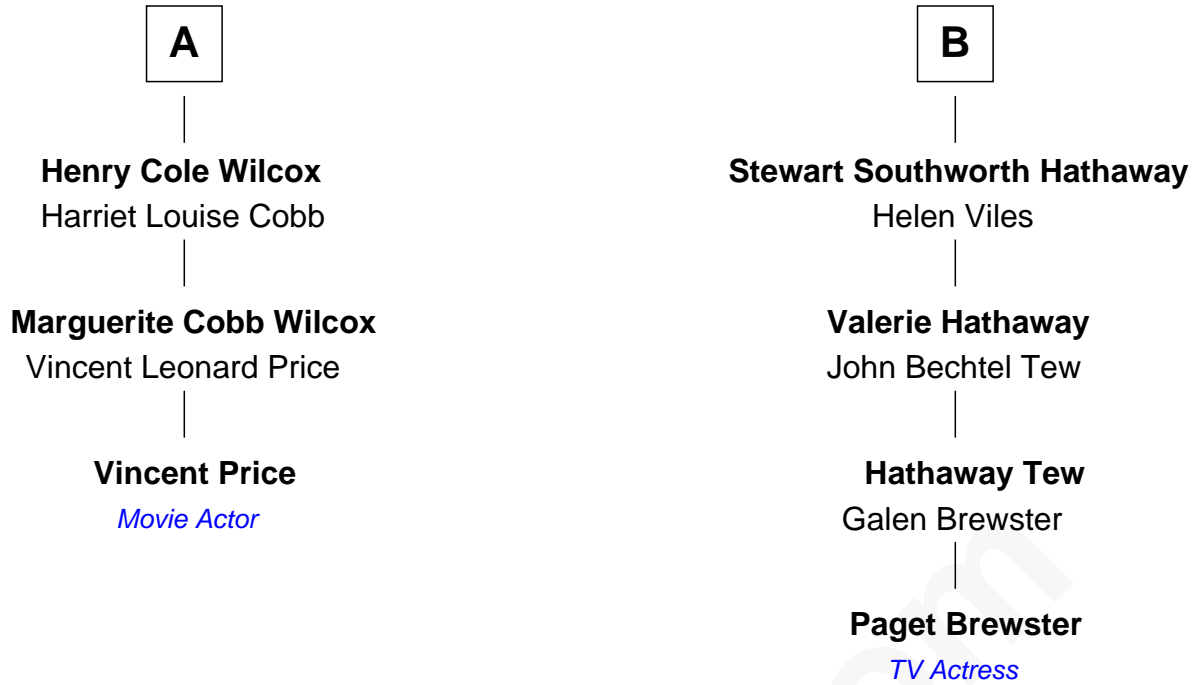 A
Henry Cole Wilcox
Harriet Louise Cobb
Marguerite Cobb Wilcox
Vincent Leonard Price
Vincent Price
Movie Actor
B
Stewart Southworth Hathaway
Helen Viles
Valerie Hathaway
John Bechtel Tew
Hathaway Tew
Galen Brewster
Paget Brewster
TV Actress